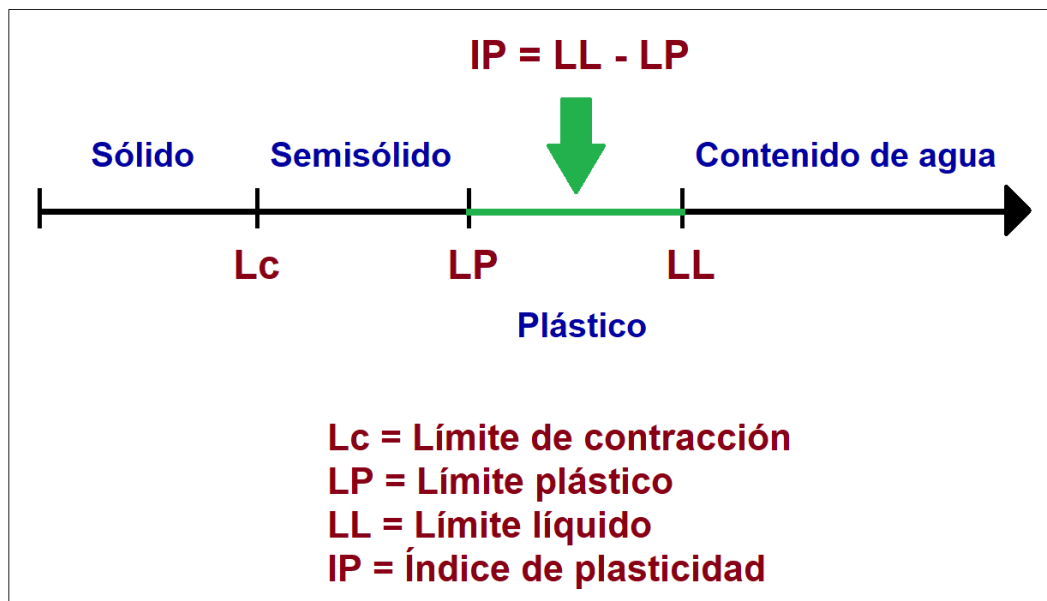 IP = LL - LP
Sólido
Semisólido
Contenido de agua
Lc
LP
LL
Plástico
Lc = Límite de contracción
LP = Límite plástico
LL = Límite líquido
IP = Índice de plasticidad